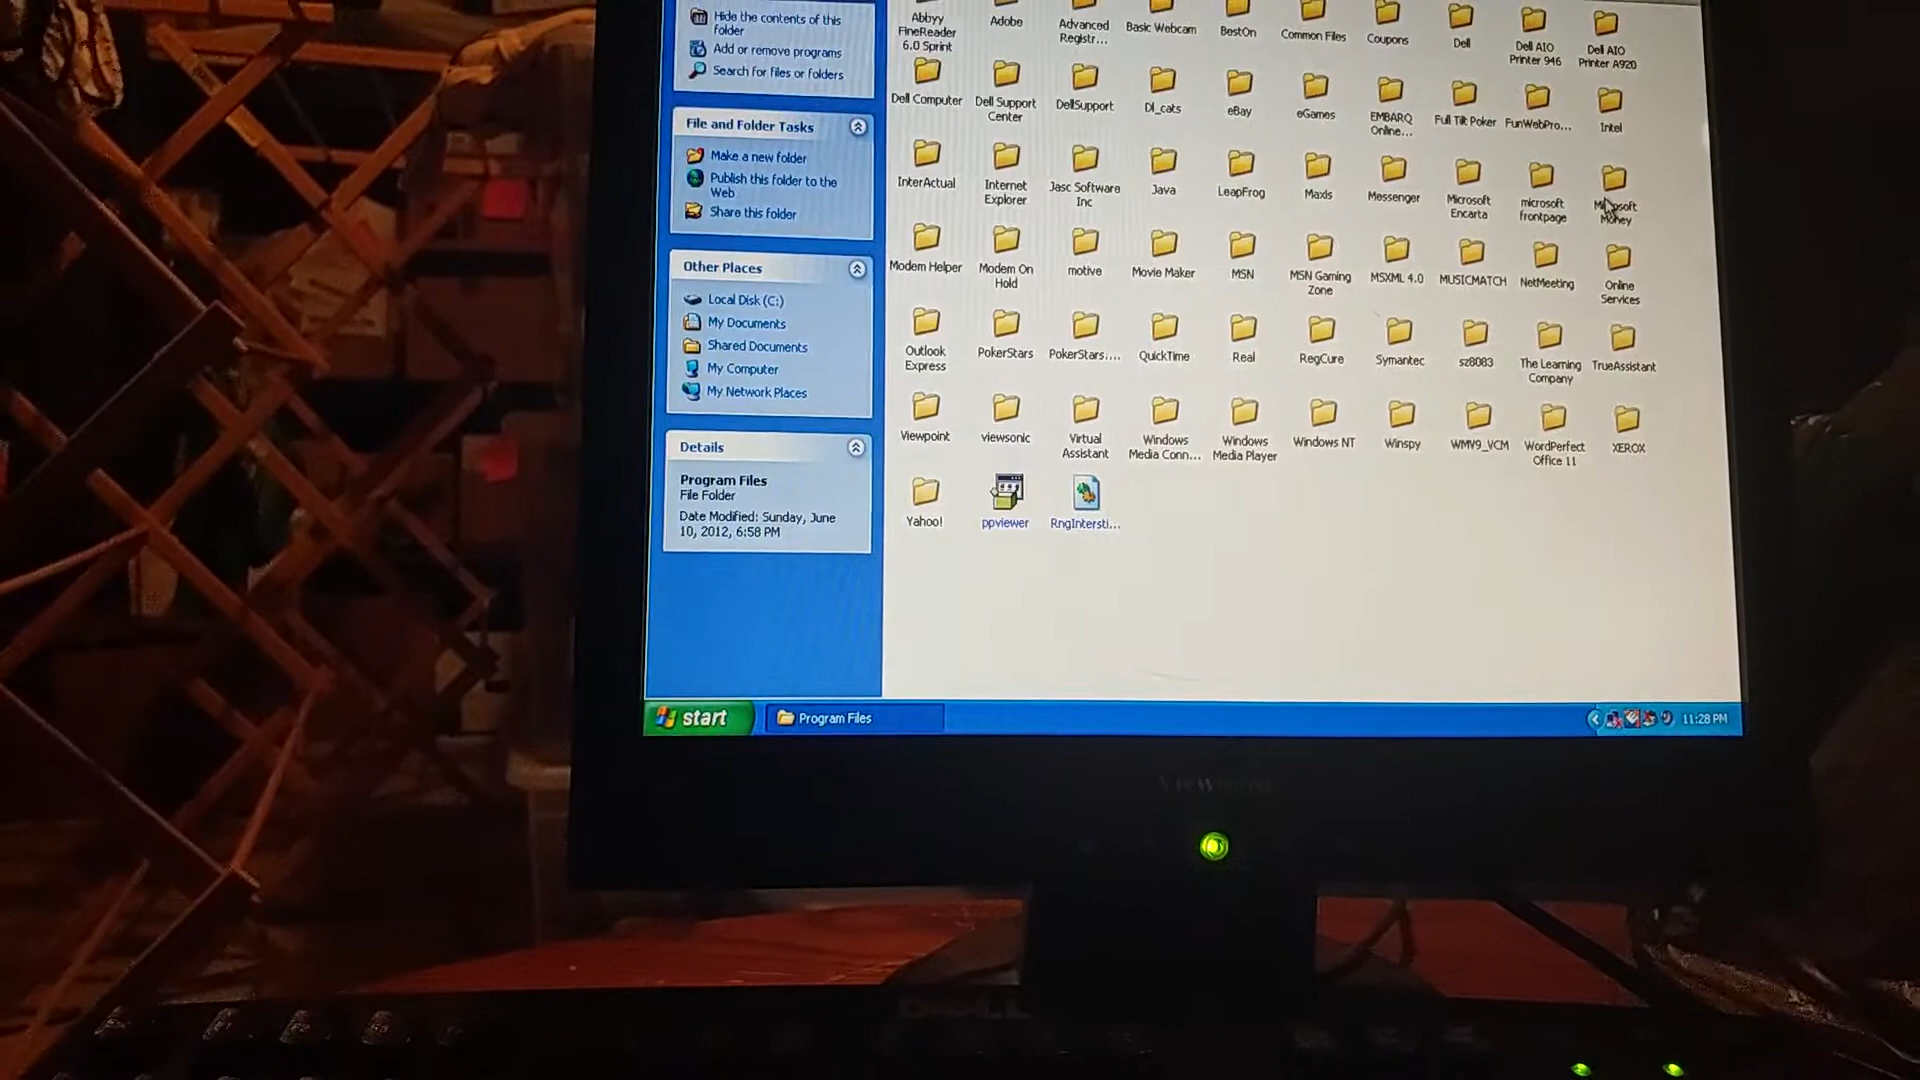 Hide the contents of this
folder
Add or remove programs
Search for files or folders
File and Folder Tasks
Make a new folder
Publish this folder to the
Web
Share this folder
Other Places
Local Disk (C:)
My Documents
Shared Documents
My Computer
My Network Places
Details
Program Files
File Folder
Date Modified: Sunday, June
10, 2012, 6:58 PM
Abbyy
FineReader
6.0 Sprint
Adobe
Advanced
Registr...
Basic Webcam
BestOn
Common Files
Coupons
Dell
Dell AIO
Printer 946
Dell AIO
Printer A920
Dell Computer
Dell Support
Center
DellSupport
Dl_cats
eBay
eGames
EMBARQ
Online...
Full Tilt Poker
FunWebPro...
Intel
InterActual
Internet
Explorer
Jasc Software
Inc
Java
LeapFrog
Maxis
Messenger
Microsoft
Encarta
microsoft
frontpage
Microsoft
Money
Modem Helper
Modem On
Hold
motive
Movie Maker
MSN
MSN Gaming
Zone
MSXML 4.0
MUSICMATCH
NetMeeting
Online
Services
Outlook
Express
PokerStars
PokerStars....
QuickTime
Real
RegCure
Symantec
sz8083
The Learning
Company
TrueAssistant
Viewpoint
viewsonic
Virtual
Assistant
Windows
Media Conn...
Windows
Media Player
Windows NT
Winspy
WMV9_VCM
WordPerfect
Office 11
XEROX
Yahoo!
ppviewer
RngIntersti...
start
Program Files
11:28 PM
ViewSonic
DELL